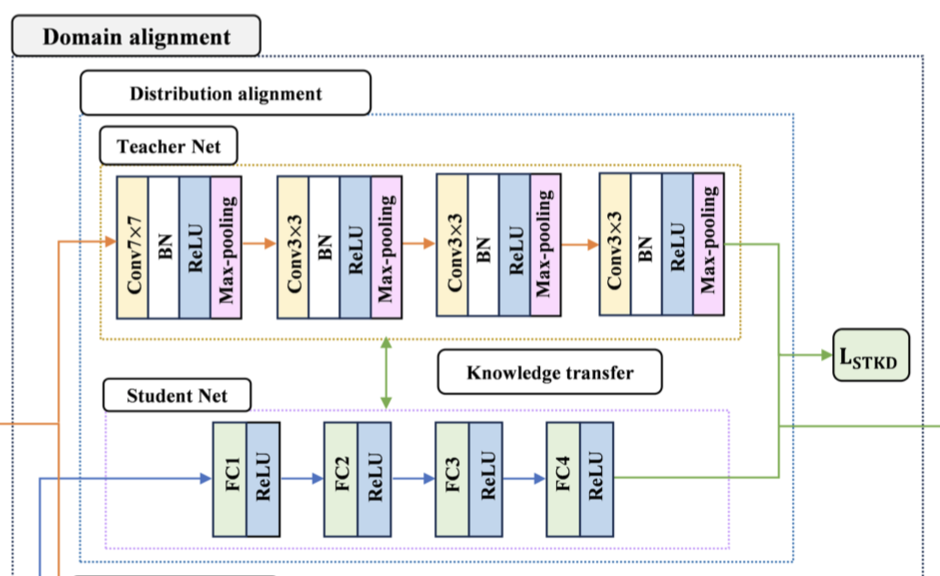 Domain alignment
Distribution alignment
Teacher Net
Conv7×7
BN
ReLU
Max-pooling
Conv3×3
BN
ReLU
Max-pooling
Conv3×3
BN
ReLU
Max-pooling
Conv3×3
BN
ReLU
Max-pooling
Knowledge transfer
LSTKD
Student Net
FC1
ReLU
FC2
ReLU
FC3
ReLU
FC4
ReLU